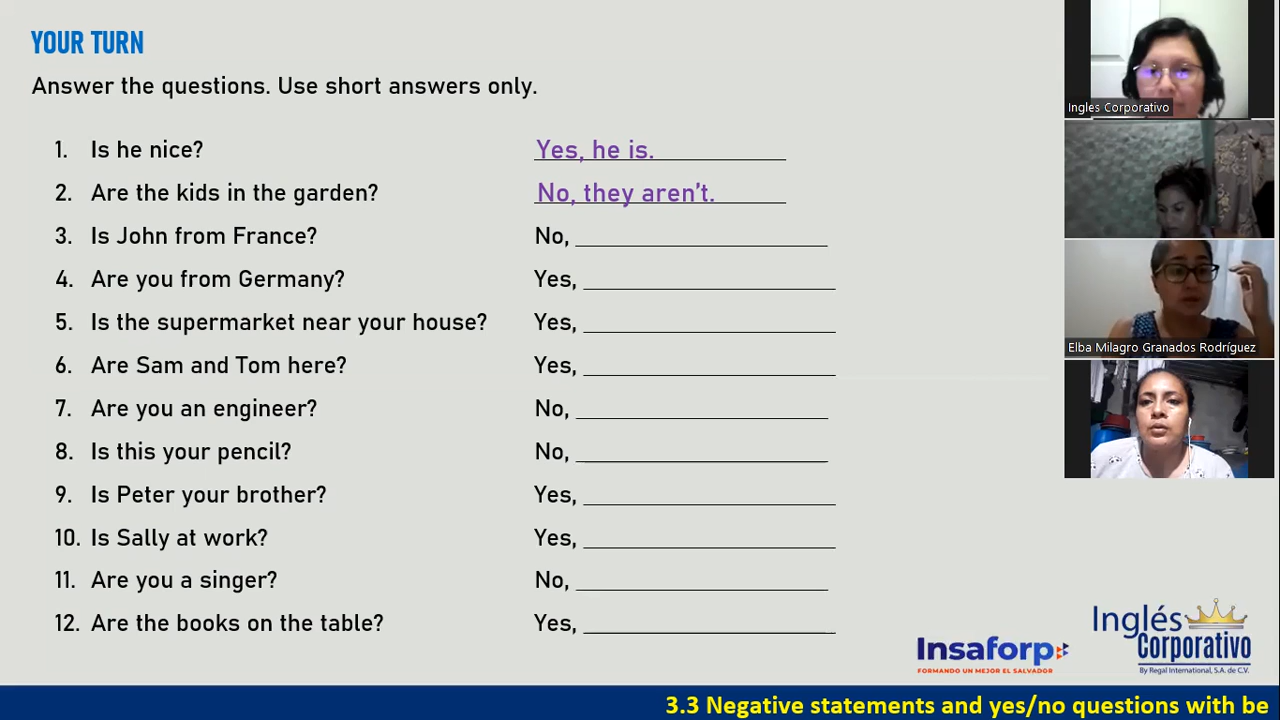 YOUR TURN
Answer the questions. Use short answers only.
1. Is he nice? Yes, he is.
2. Are the kids in the garden? No, they aren't.
3. Is John from France? No,
4. Are you from Germany? Yes,
5. Is the supermarket near your house? Yes,
6. Are Sam and Tom here? Yes,
7. Are you an engineer? No,
8. Is this your pencil? No,
9. Is Peter your brother? Yes,
10. Is Sally at work? Yes,
11. Are you a singer? No,
12. Are the books on the table? Yes,
Ingles Corporativo
Elba Milagro Granados Rodríguez
Insaforp
FORMANDO UN MEJOR EL SALVADOR
Inglés
Corporativo
By Regal International, S.A. de C.V.
3.3 Negative statements and yes/no questions with be